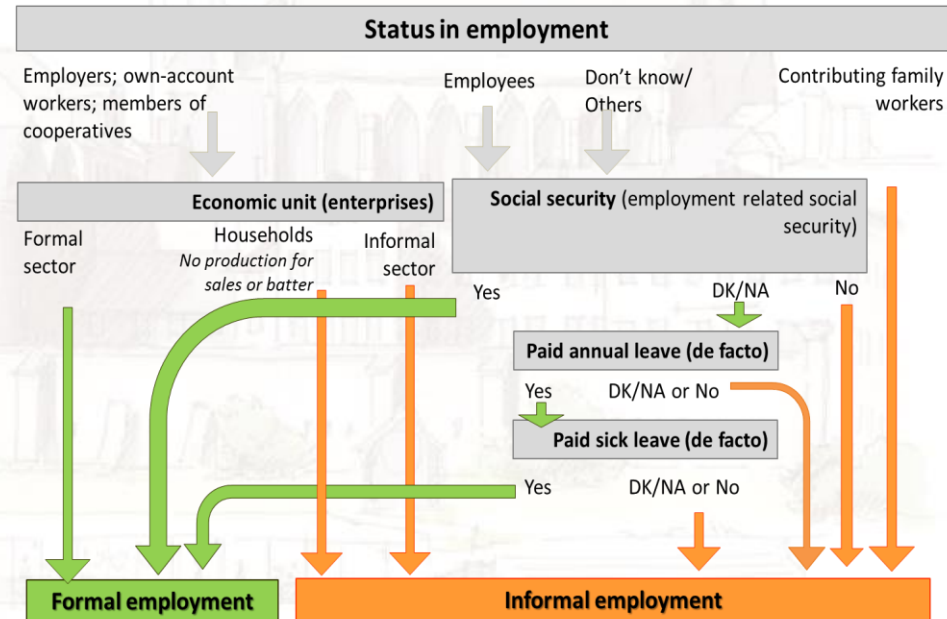 Status in employment
Employers; own-account
workers; members of
cooperatives
Employees
Don't know/
Others
Contributing family
workers
Economic unit (enterprises)
Social security (employment related social
security)
Formal
sector
Households
No production for
sales or batter
Informal
sector
Yes
DK/NA
No
Paid annual leave (de facto)
Yes
DK/NA or No
Paid sick leave (de facto)
Yes
DK/NA or No
Formal employment
Informal employment